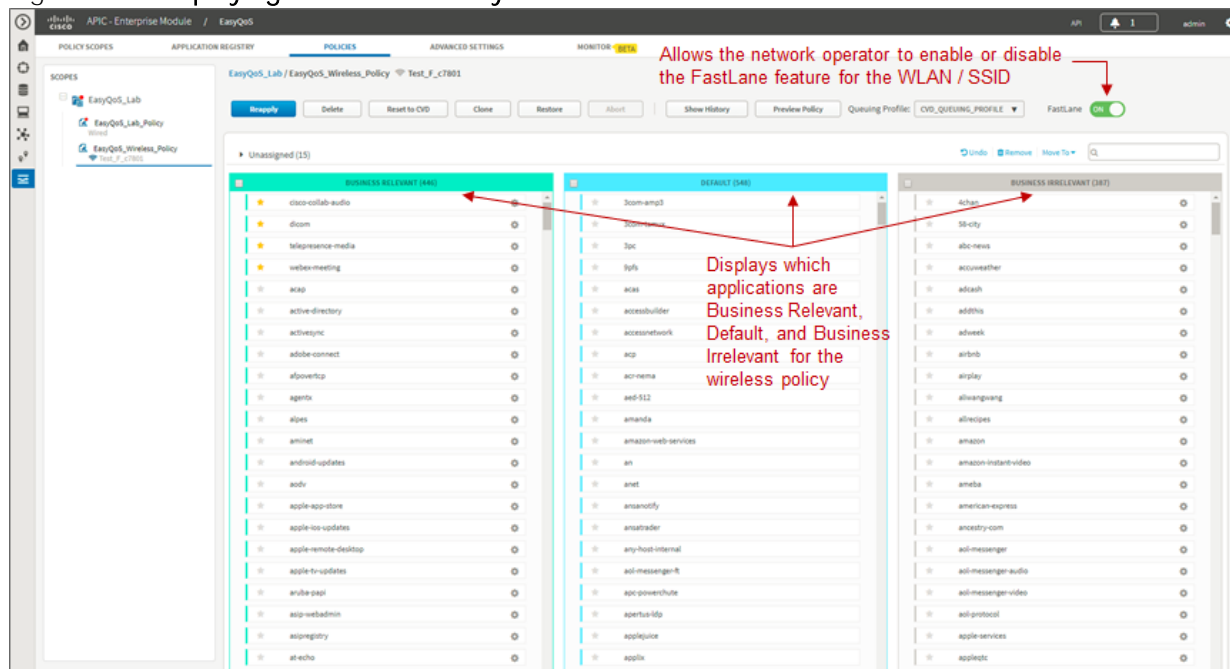 CISCO APIC - Enterprise Module / EasyQoS API 1 admin
POLICY SCOPES APPLICATION REGISTRY POLICIES ADVANCED SETTINGS MONITOR BETA
Allows the network operator to enable or disable
the FastLane feature for the WLAN / SSID
SCOPES
EasyQoS_Lab
EasyQoS_Lab_Policy
Wired
EasyQoS_Wireless_Policy
Test_F_c7801
EasyQoS_Lab / EasyQoS_Wireless_Policy Test_F_c7801
Reapply Delete Reset to CVD Clone Restore Abort Show History Preview Policy Queuing Profile: CVD_QUEUING_PROFILE FastLane ON
Unassigned (15) Undo Remove Move To
BUSINESS RELEVANT (446) DEFAULT (548) BUSINESS IRRELEVANT (387)
cisco-collab-audio 3com-amp3 4chan
dicom 3com-tsmux 58-city
telepresence-media 3pc abc-news
webex-meeting 9pfs accuweather
acap acas adcash
active-directory accessbuilder addthis
activesync accessnetwork adweek
adobe-connect acp airbnb
afpovertcp acr-nema airplay
agentx aed-512 aliwangwang
alpes amanda allrecipes
aminet amazon-web-services amazon
android-updates an amazon-instant-video
aodv anet ameba
apple-app-store ansanotify american-express
apple-ios-updates ansatrader ancestry-com
apple-remote-desktop any-host-internal aol-messenger
apple-tv-updates aol-messenger-ft aol-messenger-audio
aruba-papi apc-powerchute aol-messenger-video
asip-webadmin apertus-ldp aol-protocol
asipregistry applejuice apple-services
at-echo applix appleqtc
Displays which
applications are
Business Relevant,
Default, and Business
Irrelevant for the
wireless policy